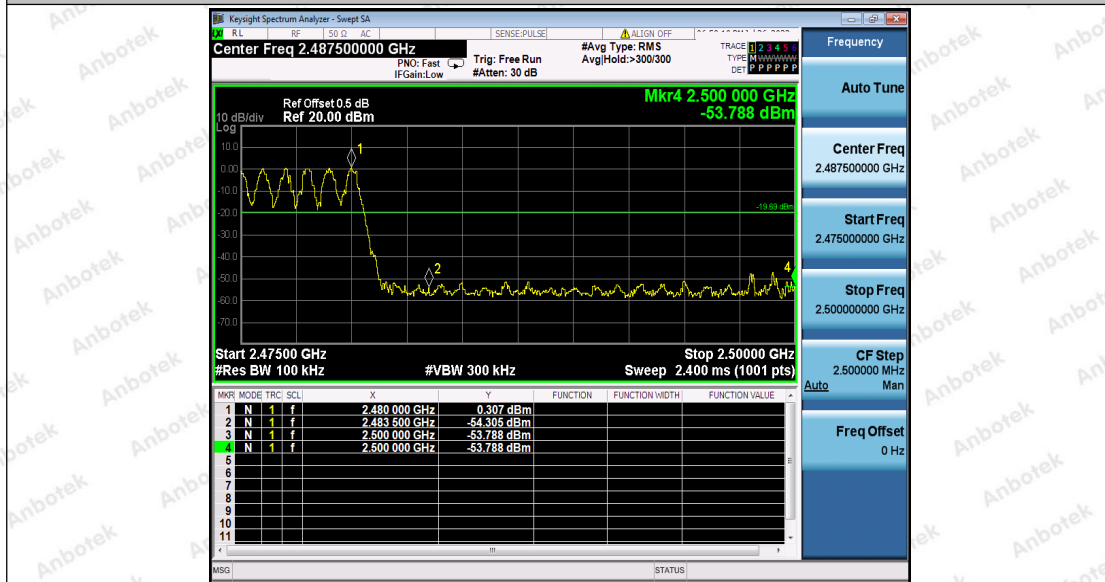 Keysight Spectrum Analyzer - Swept SA
RL RF 50 Ω AC SENSE:PULSE ALIGN OFF
Center Freq 2.487500000 GHz
PNO: Fast
IFGain:Low
Trig: Free Run
#Atten: 30 dB
#Avg Type: RMS
Avg|Hold:>300/300
TRACE 1 2 3 4 5 6
TYPE MWWWWW
DET P P P P P P
Ref Offset 0.5 dB
10 dB/div Ref 20.00 dBm
Log
Mkr4 2.500 000 GHz
-53.788 dBm
10.0
0.00
-10.0
-20.0
-30.0
-40.0
-50.0
-60.0
-70.0
1
2
4
-19.69 dBm
Start 2.47500 GHz Stop 2.50000 GHz
#Res BW 100 kHz #VBW 300 kHz Sweep 2.400 ms (1001 pts)
MKR MODE TRC SCL X Y FUNCTION FUNCTION WIDTH FUNCTION VALUE
1 N 1 f 2.480 000 GHz 0.307 dBm
2 N 1 f 2.483 500 GHz -54.305 dBm
3 N 1 f 2.500 000 GHz -53.788 dBm
4 N 1 f 2.500 000 GHz -53.788 dBm
5
6
7
8
9
10
11
MSG STATUS
Frequency
Auto Tune
Center Freq
2.487500000 GHz
Start Freq
2.475000000 GHz
Stop Freq
2.500000000 GHz
CF Step
2.500000 MHz
Auto Man
Freq Offset
0 Hz
Anbotek